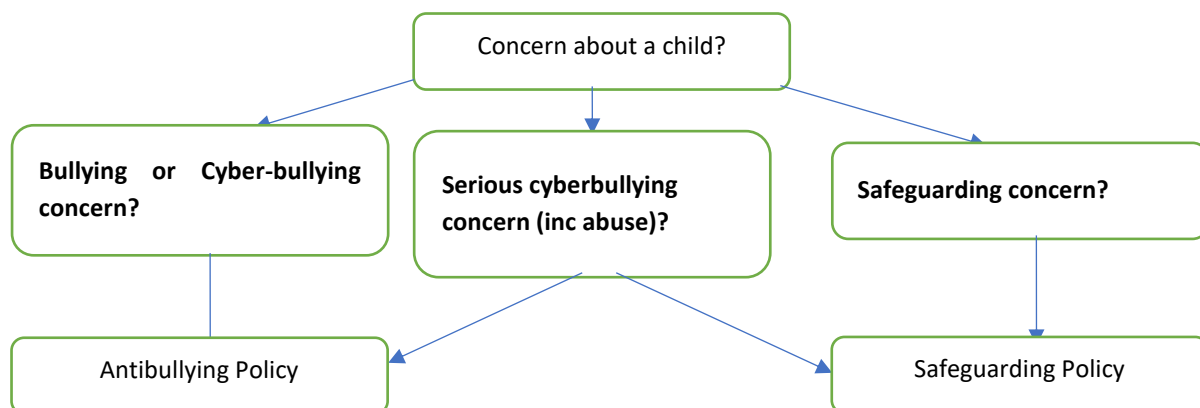 Concern about a child?
Bullying or Cyber-bullying
concern?
Serious cyberbullying
concern (inc abuse)?
Safeguarding concern?
Antibullying Policy
Safeguarding Policy